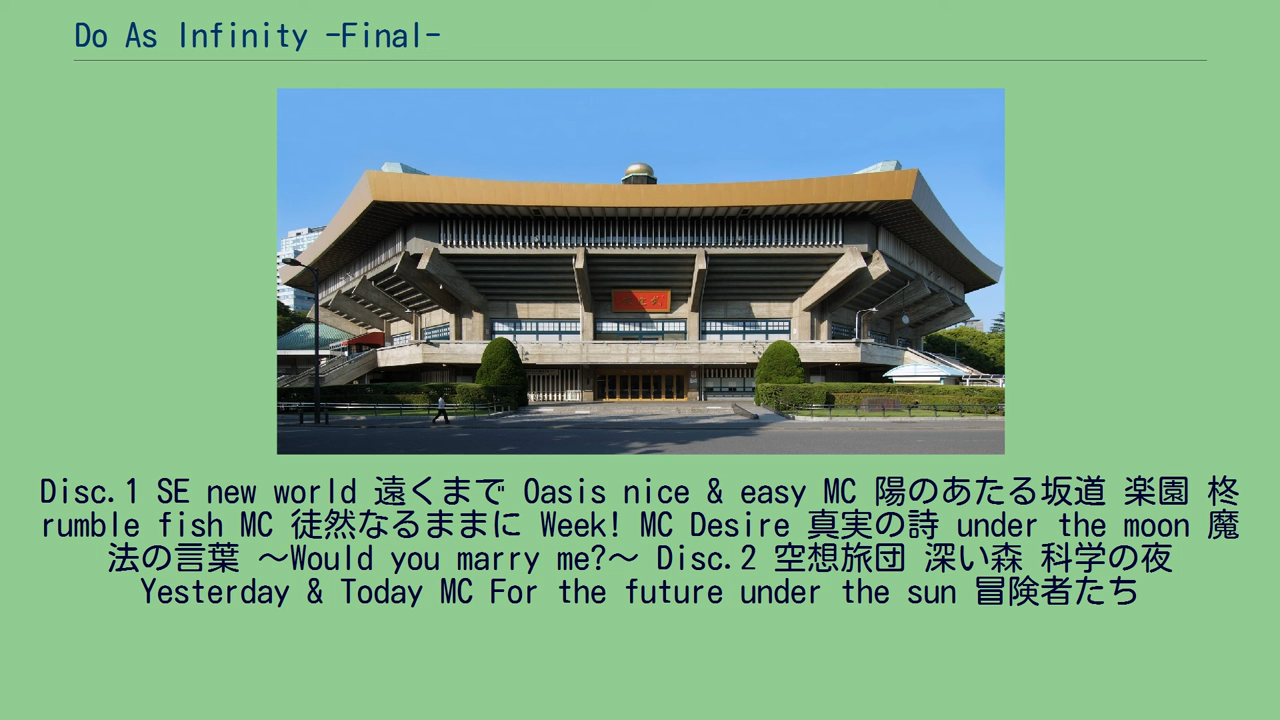 Do As Infinity -Final-
Disc.1 SE new world 遠くまで Oasis nice & easy MC 陽のあたる坂道 楽園 柊
rumble fish MC 徒然なるままに Week! MC Desire 真実の詩 under the moon 魔
法の言葉 〜Would you marry me?〜 Disc.2 空想旅団 深い森 科学の夜
Yesterday & Today MC For the future under the sun 冒険者たち